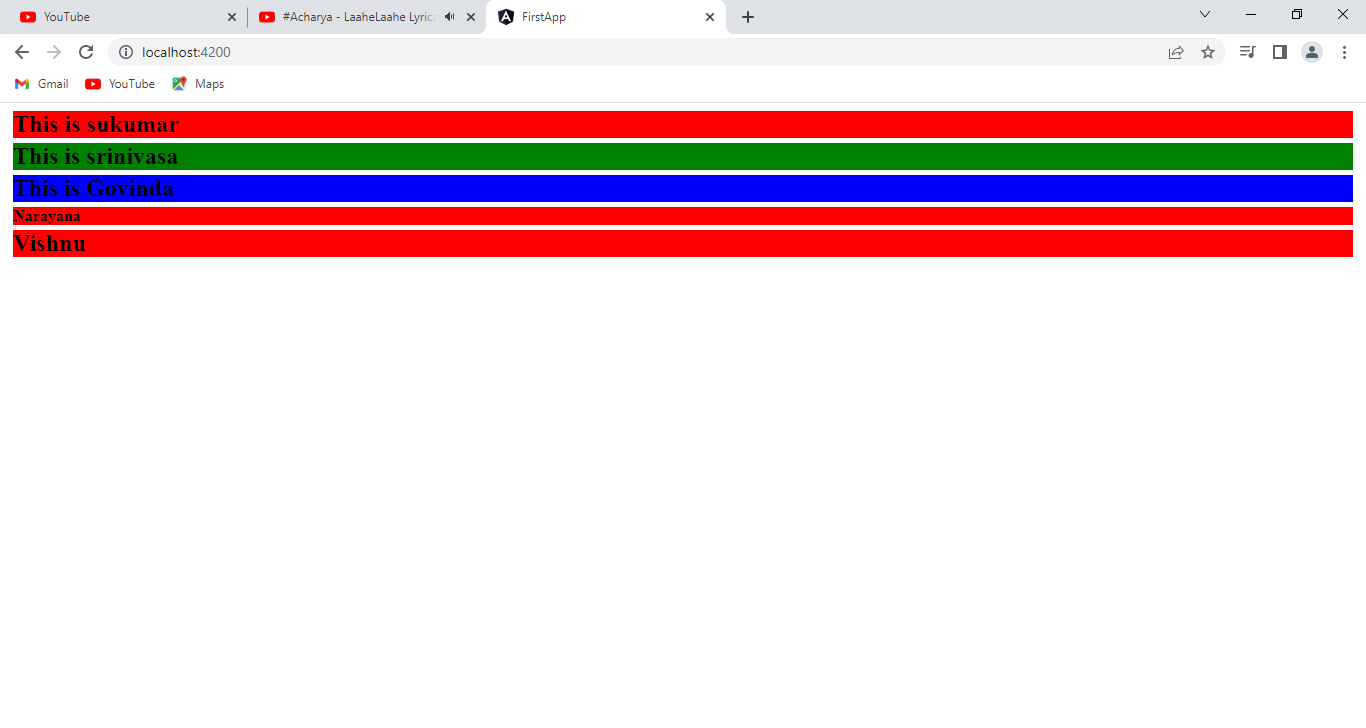 YouTube
#Acharya - LaaheLaahe Lyric
FirstApp
localhost:4200
Gmail
YouTube
Maps
This is sukumar
This is srinivasa
This is Govinda
Narayana
Vishnu